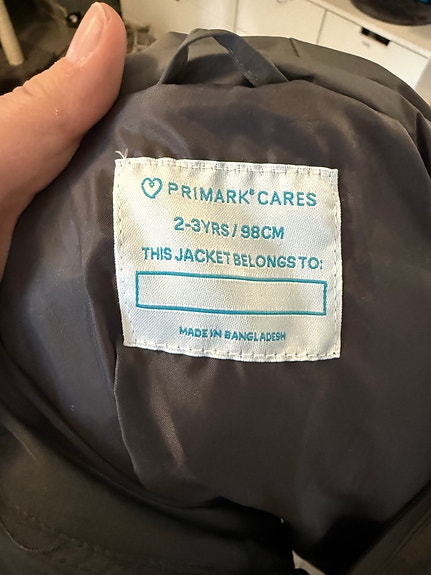 PRIMARK® CARES
2-3YRS/98CM
THIS JACKET BELONGS TO:
MADE IN BANGLADESH